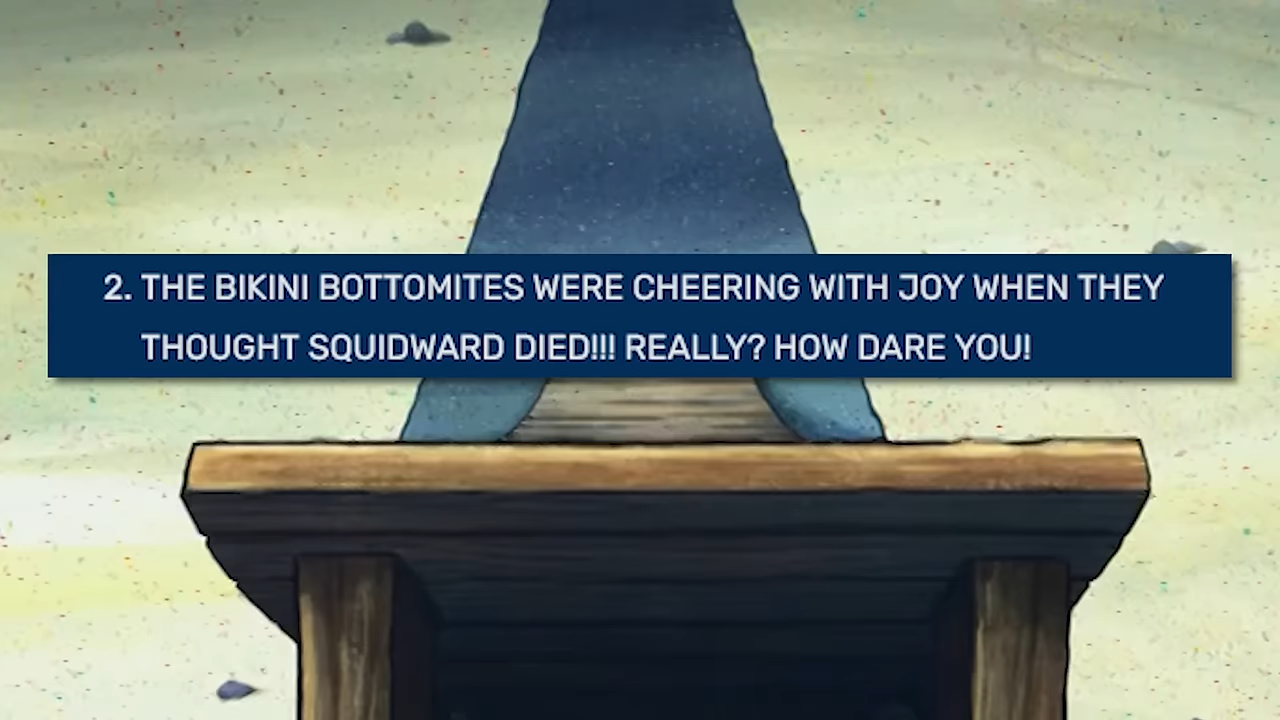 2. THE BIKINI BOTTOMITES WERE CHEERING WITH JOY WHEN THEY
THOUGHT SQUIDWARD DIED!!! REALLY? HOW DARE YOU!